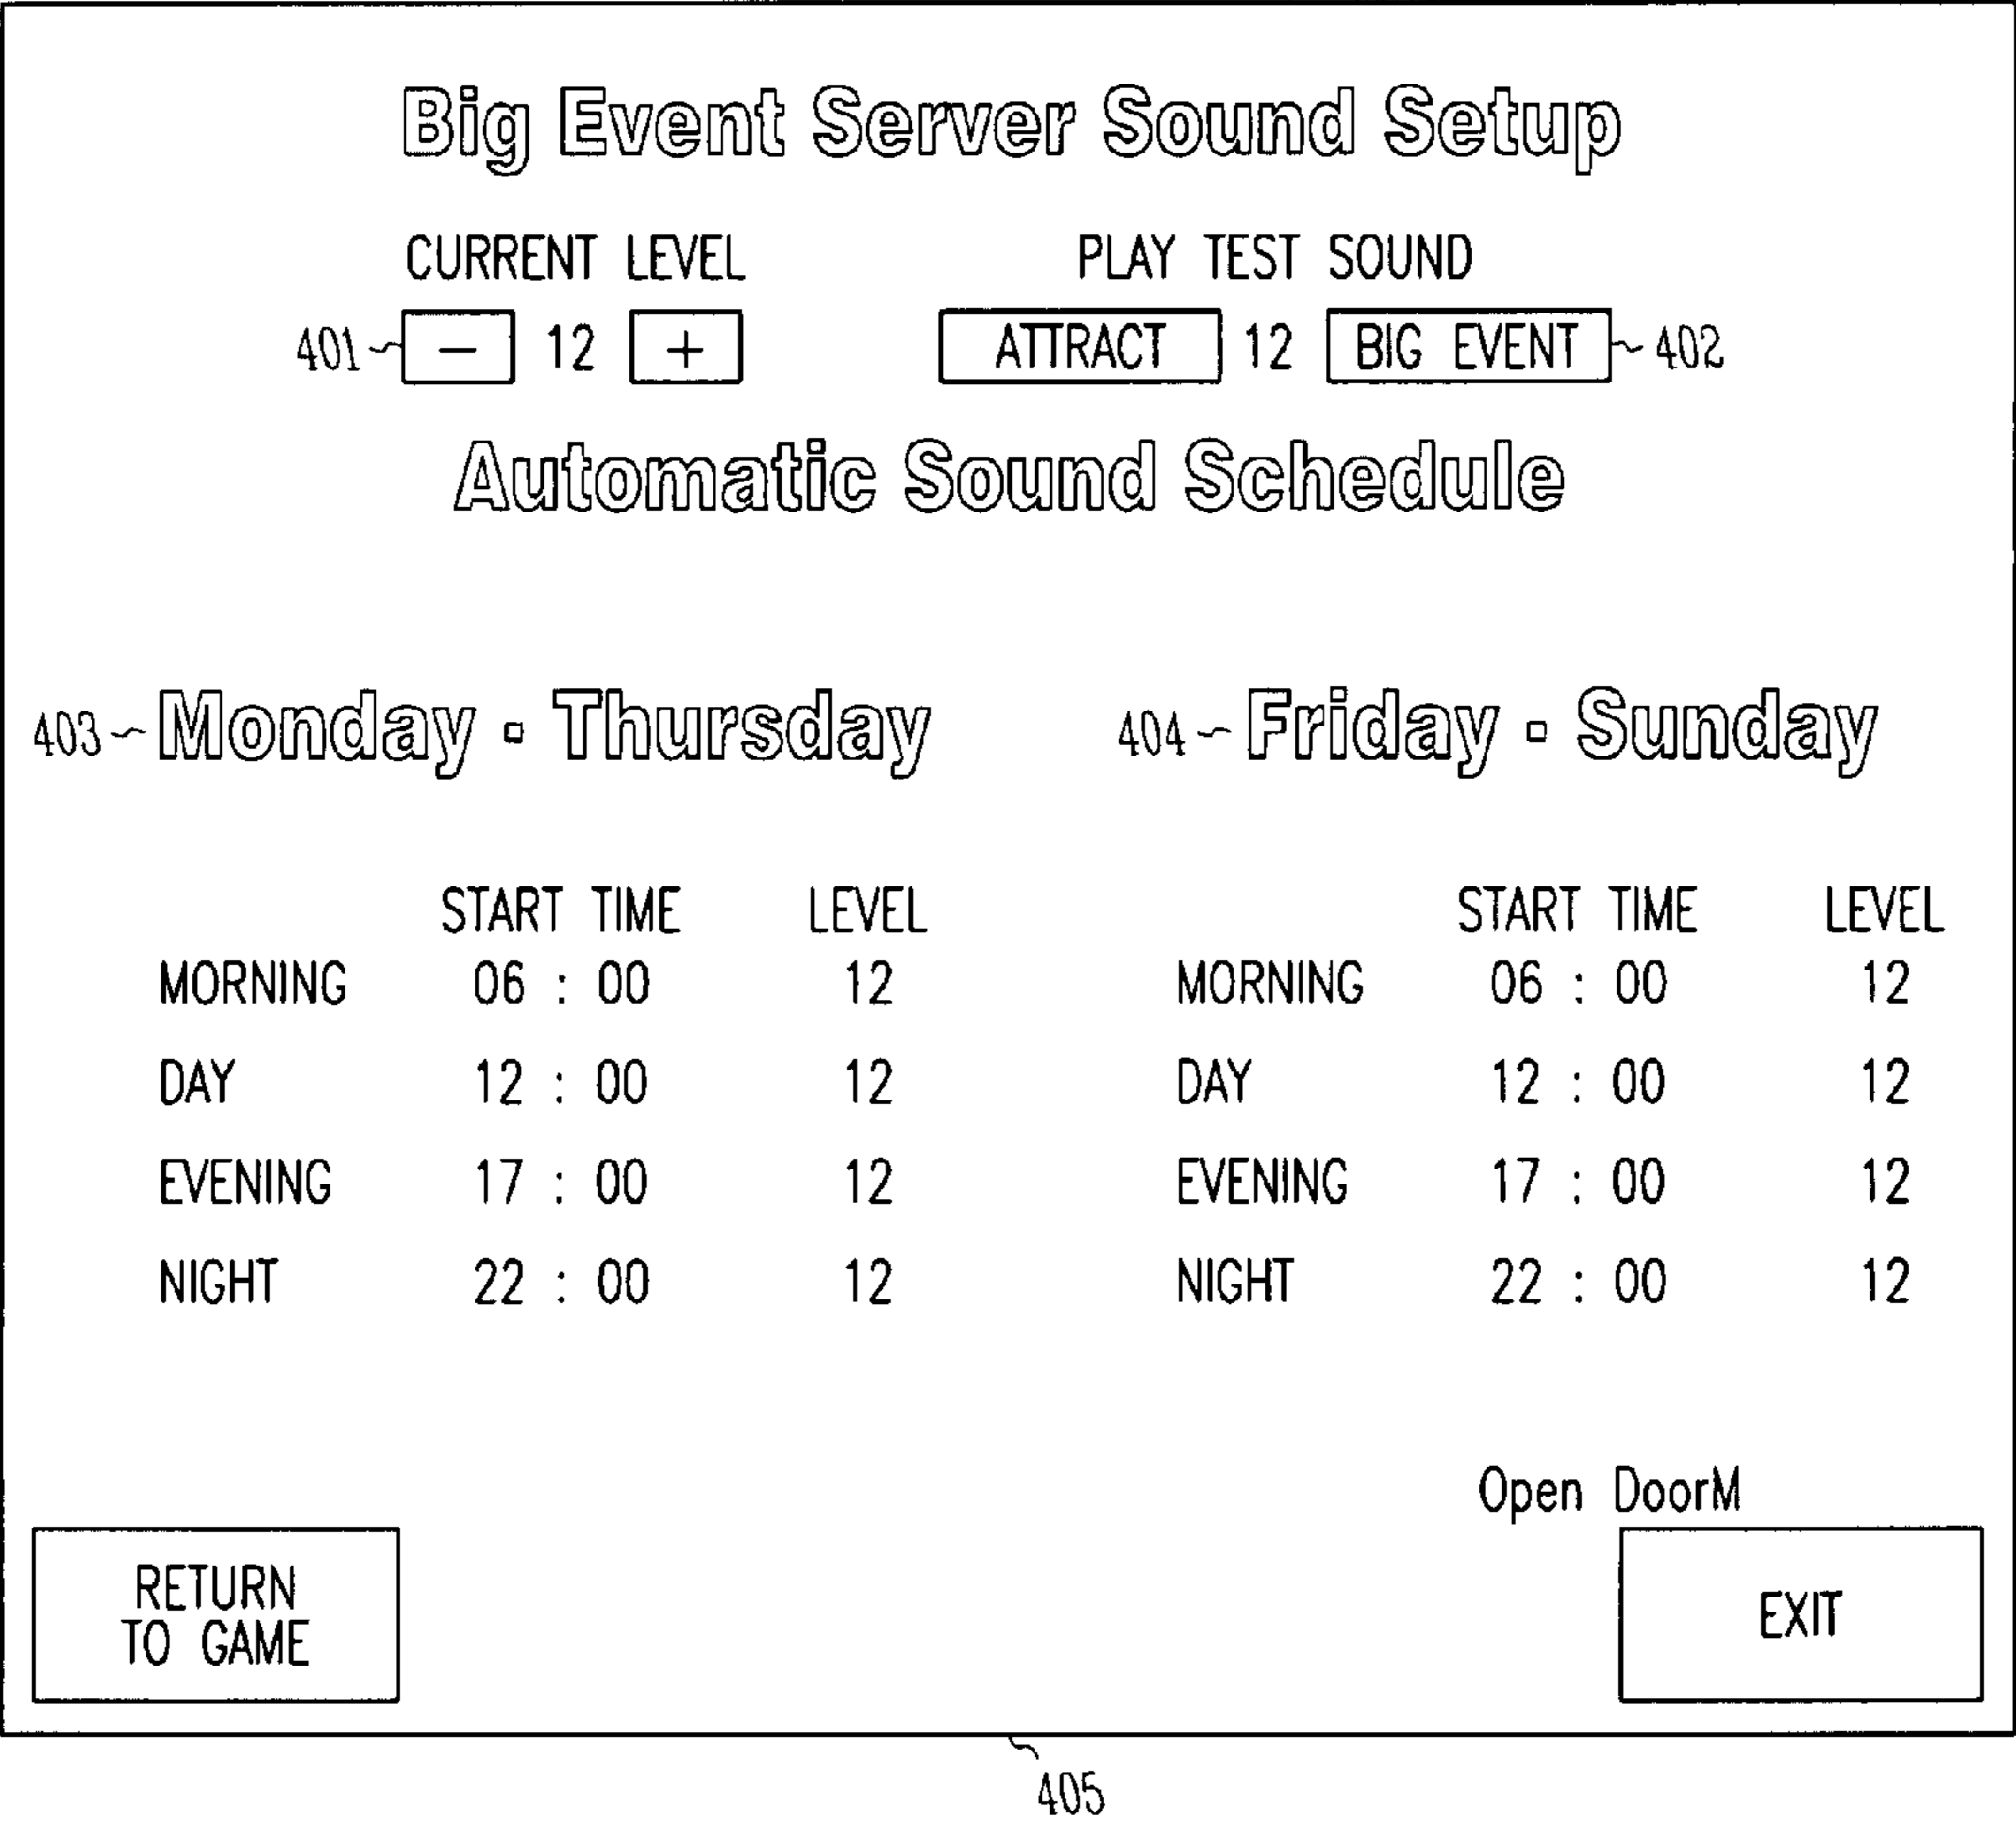 Big Event Server Sound Setup
CURRENT LEVEL PLAY TEST SOUND
401 − 12 + ATTRACT 12 BIG EVENT 402
Automatic Sound Schedule
403 Monday - Thursday 404 Friday - Sunday
START TIME LEVEL START TIME LEVEL
MORNING 06 : 00 12 MORNING 06 : 00 12
DAY 12 : 00 12 DAY 12 : 00 12
EVENING 17 : 00 12 EVENING 17 : 00 12
NIGHT 22 : 00 12 NIGHT 22 : 00 12
Open DoorM
RETURN
TO GAME
EXIT
405